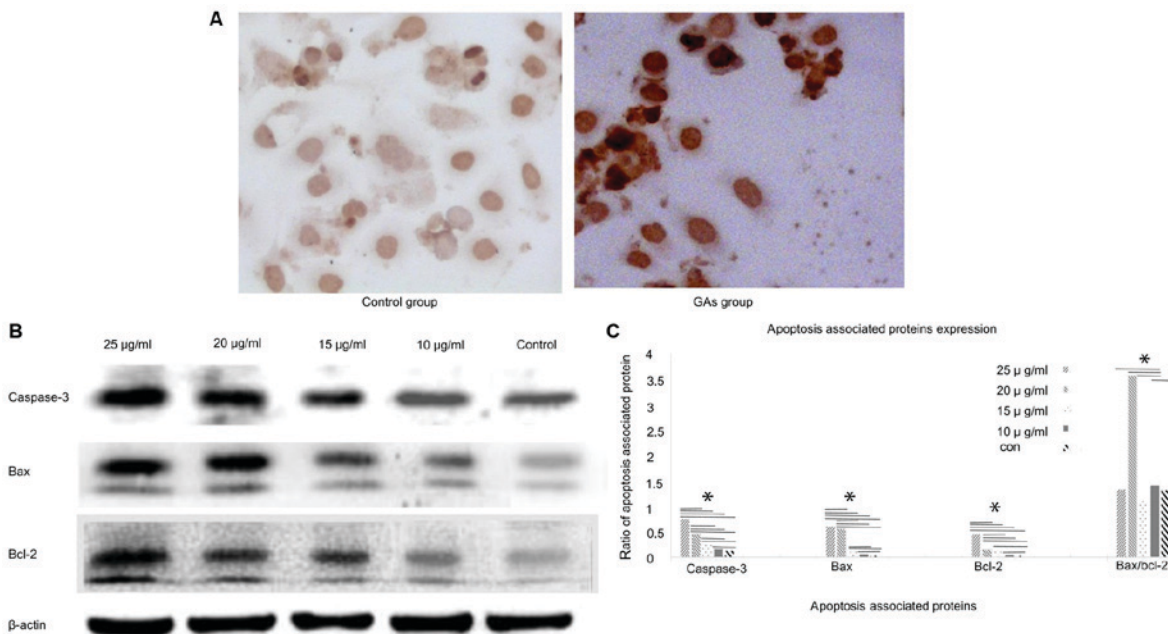 A
Control group
GAs group
B
25 µg/ml 20 µg/ml 15 µg/ml 10 µg/ml Control
Caspase-3
Bax
Bcl-2
β-actin
C
Apoptosis associated proteins expression
Ratio of apoptosis associated protein
4
3.5
3
2.5
2
1.5
1
0.5
0
25 µ g/ml
20 µ g/ml
15 µ g/ml
10 µ g/ml
con
* * * *
Caspase-3 Bax Bcl-2 Bax/bcl-2
Apoptosis associated proteins